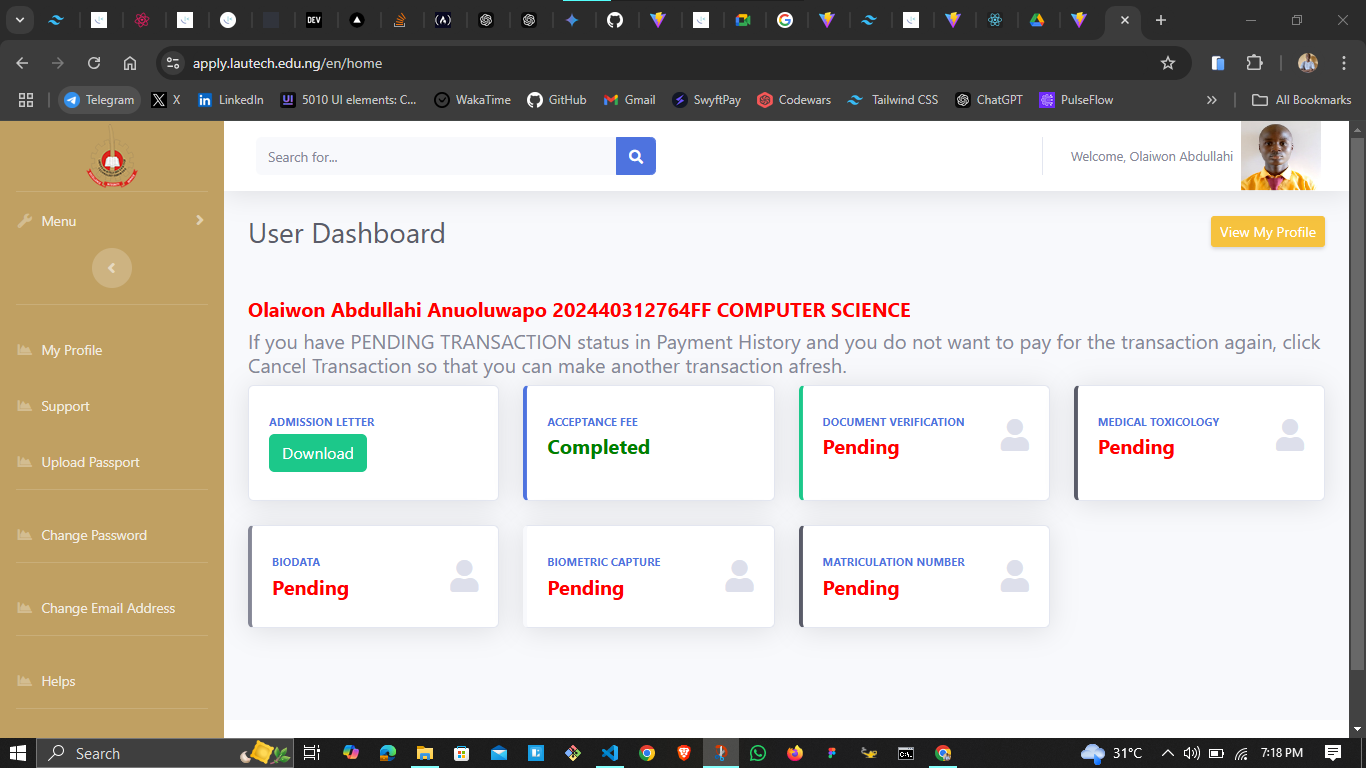 DEV
apply.lautech.edu.ng/en/home
Telegram
X
LinkedIn
5010 UI elements: C...
WakaTime
GitHub
Gmail
SwyftPay
Codewars
Tailwind CSS
ChatGPT
PulseFlow
All Bookmarks
Search for...
Welcome, Olaiwon Abdullahi
Menu
User Dashboard
View My Profile
Olaiwon Abdullahi Anuoluwapo 202440312764FF COMPUTER SCIENCE
If you have PENDING TRANSACTION status in Payment History and you do not want to pay for the transaction again, click
Cancel Transaction so that you can make another transaction afresh.
My Profile
Support
Upload Passport
Change Password
Change Email Address
Helps
ADMISSION LETTER
Download
ACCEPTANCE FEE
Completed
DOCUMENT VERIFICATION
Pending
MEDICAL TOXICOLOGY
Pending
BIODATA
Pending
BIOMETRIC CAPTURE
Pending
MATRICULATION NUMBER
Pending
Search
31°C
7:18 PM